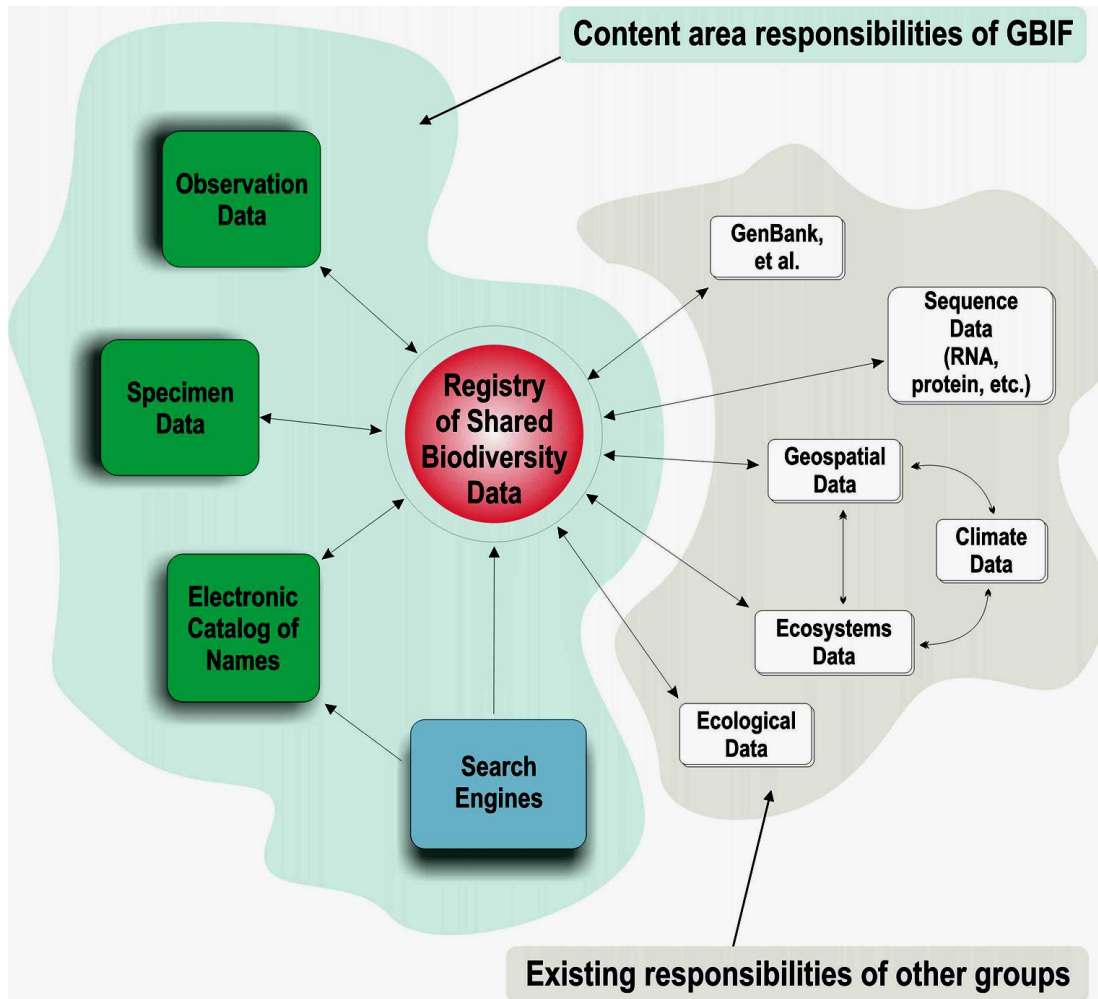 Content area responsibilities of GBIF
Observation
Data
GenBank,
et al.
Sequence
Data
(RNA,
protein, etc.)
Specimen
Data
Registry
of Shared
Biodiversity
Data
Geospatial
Data
Climate
Data
Electronic
Catalog of
Names
Ecosystems
Data
Ecological
Data
Search
Engines
Existing responsibilities of other groups